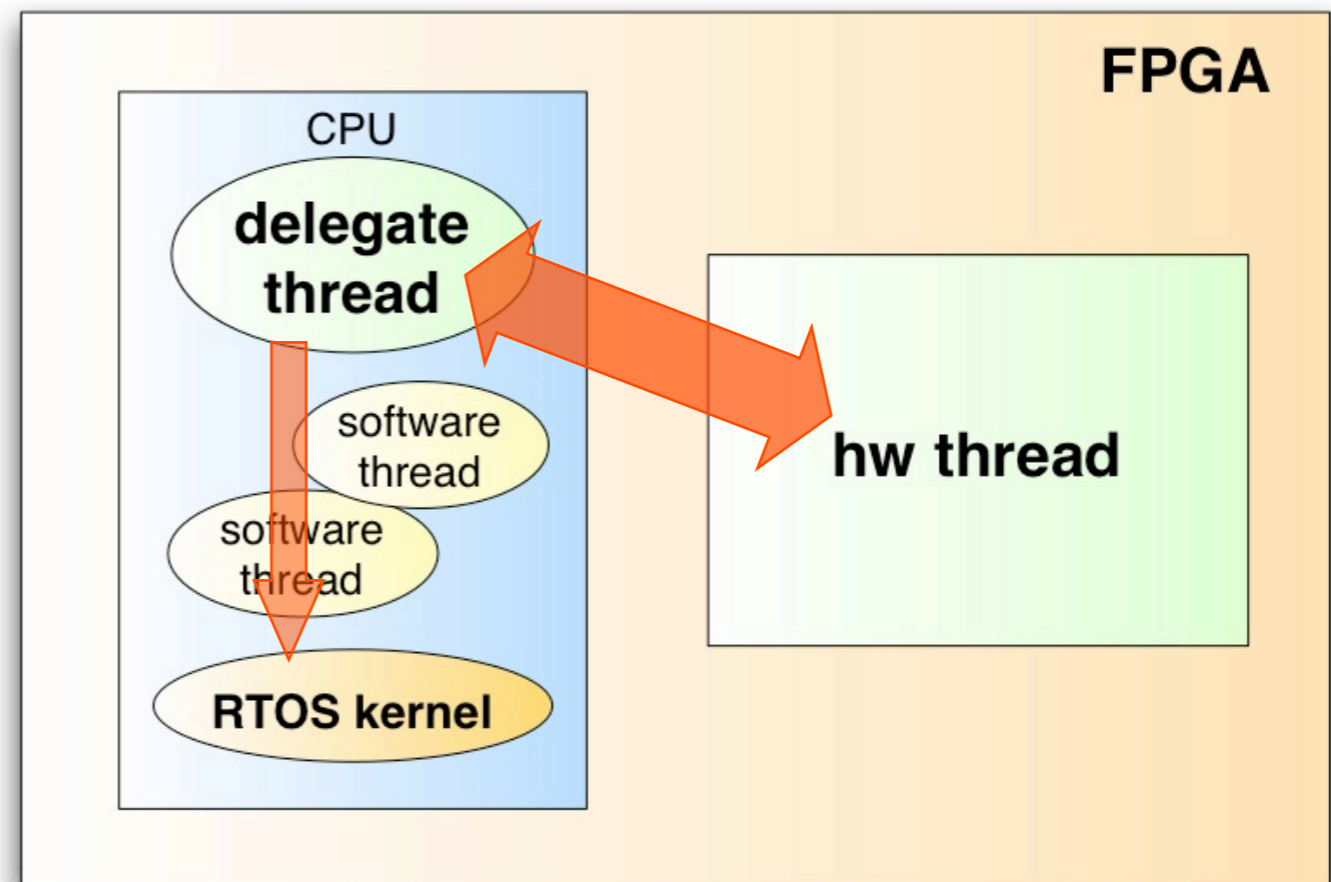 FPGA
CPU
delegate
thread
software
thread
software
thread
RTOS kernel
hw thread